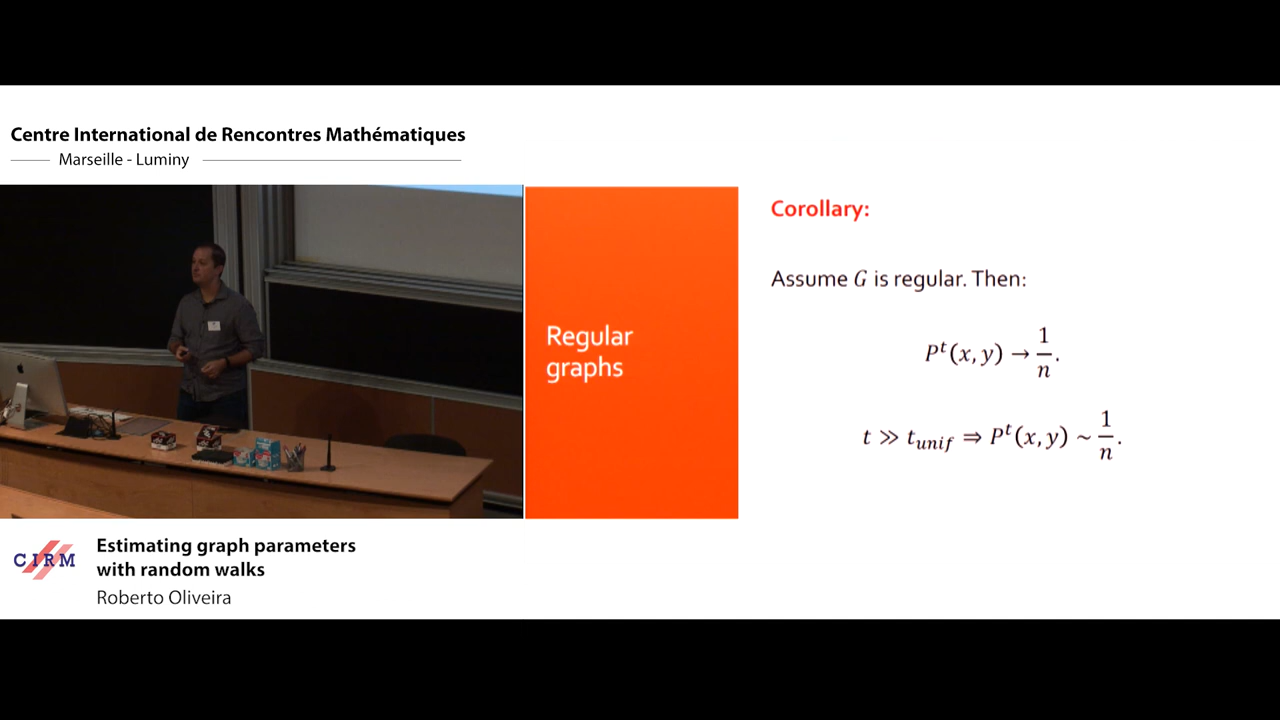 Centre International de Rencontres Mathématiques
Marseille - Luminy
Regular
graphs
Corollary:
Assume G is regular. Then:
P^t(x, y) → 1/n.
t ≫ t_unif ⇒ P^t(x, y) ~ 1/n.
CIRM
Estimating graph parameters
with random walks
Roberto Oliveira